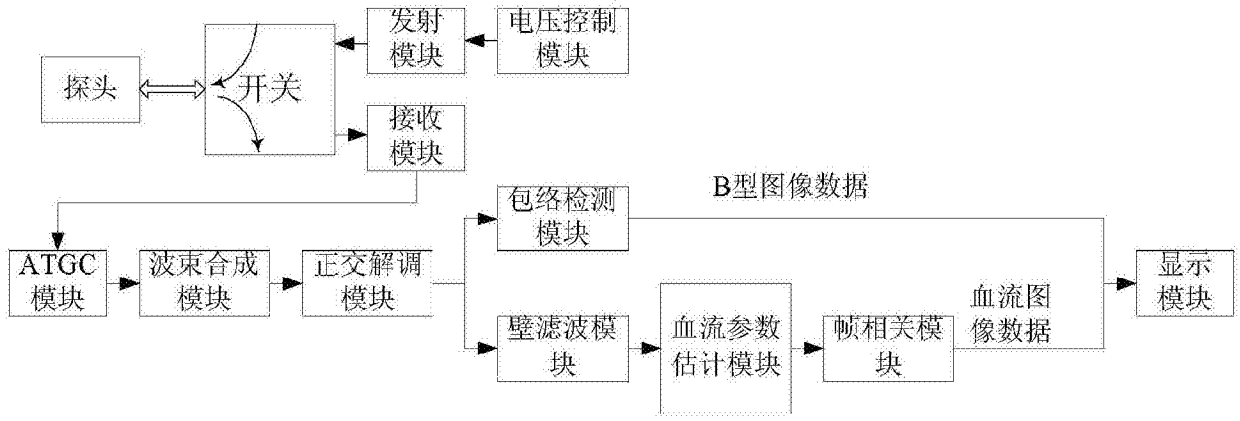 发射
模块
电压控制
模块
探头
开关
接收
模块
B型图像数据
包络检测
模块
ATGC
模块
波束合成
模块
正交解调
模块
显示
模块
血流图
像数据
壁滤波模
块
血流参数
估计模块
帧相关模
块